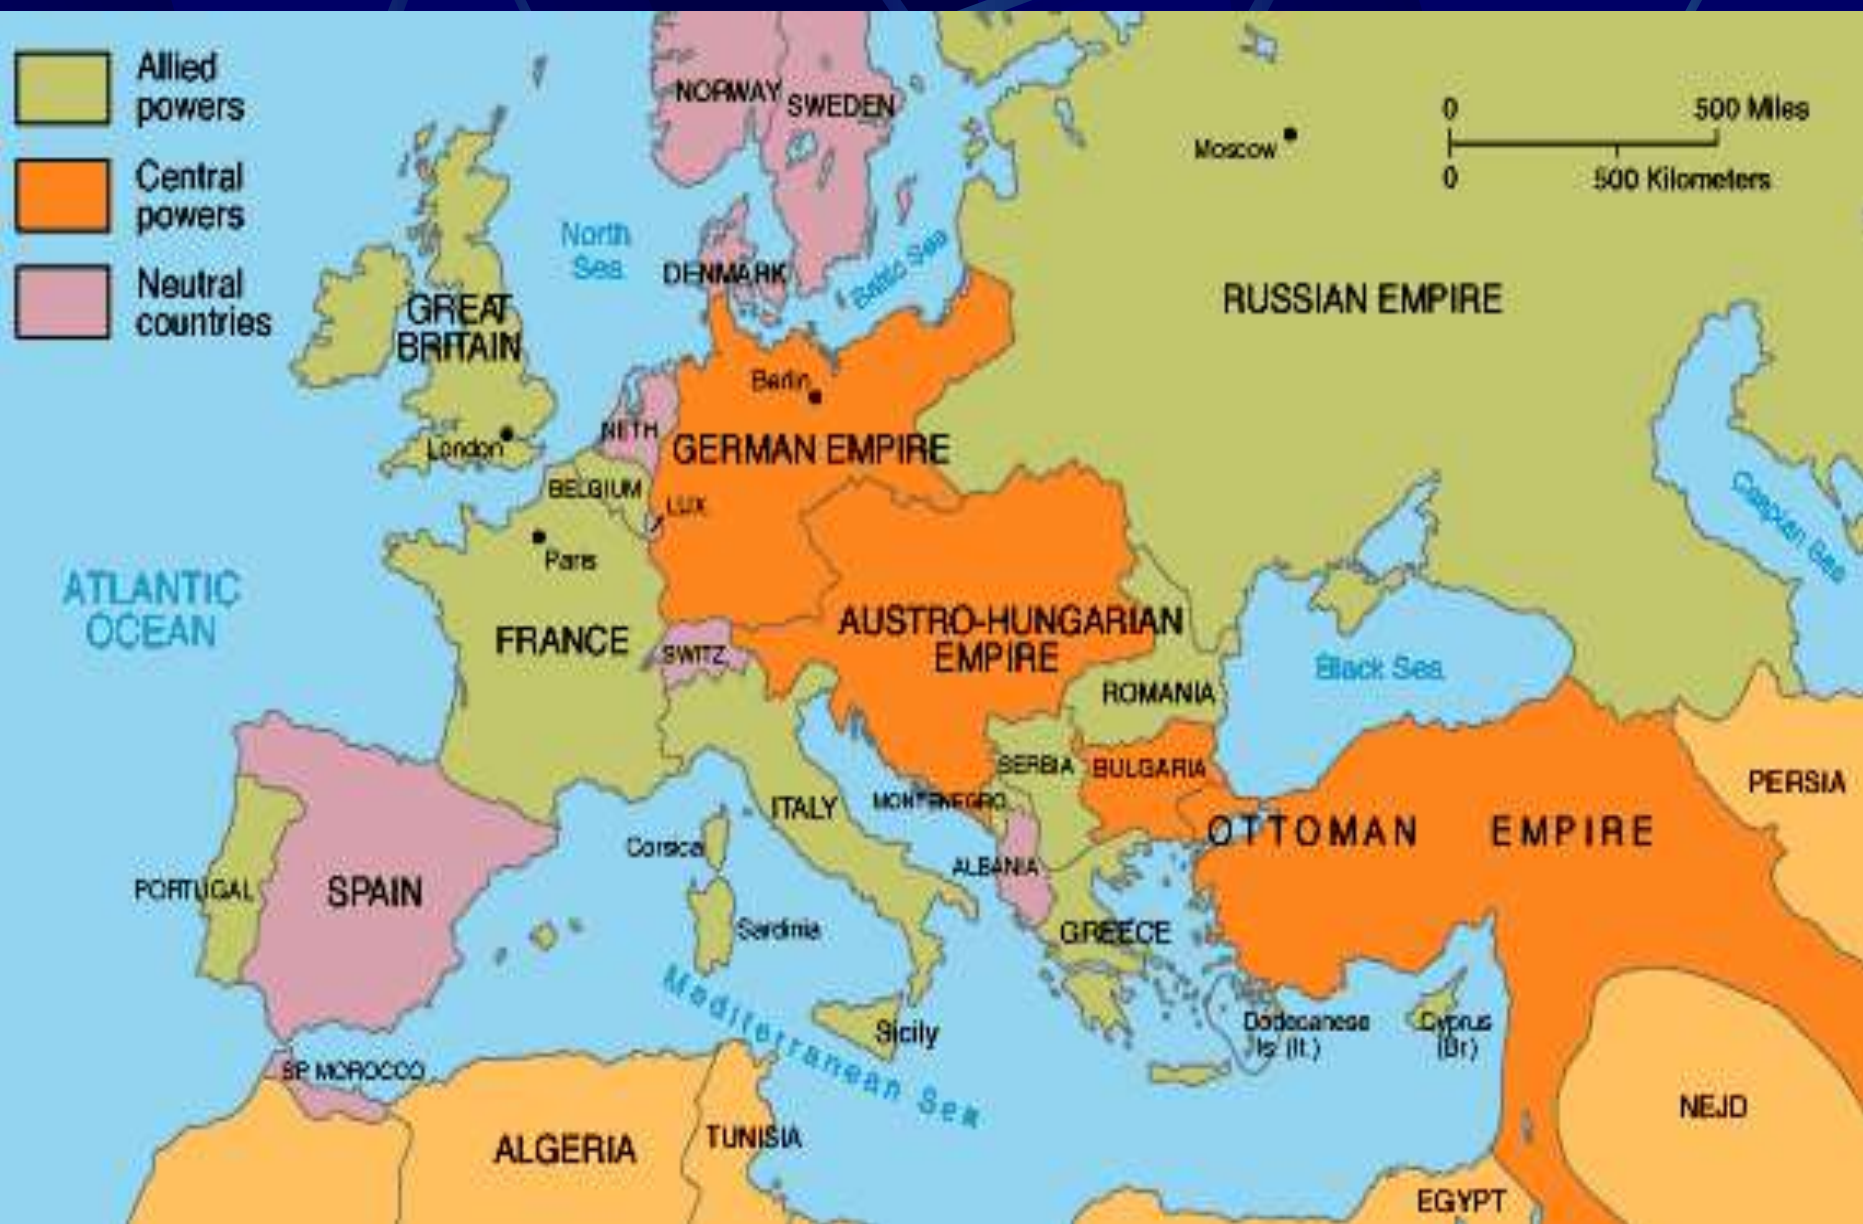 Allied
powers
Central
powers
Neutral
countries
NORWAY
SWEDEN
Moscow
0
500 Miles
0
500 Kilometers
North
Sea
DENMARK
Baltic Sea
GREAT
BRITAIN
RUSSIAN EMPIRE
Berlin
London
NETH
GERMAN EMPIRE
BELGIUM
LUX
Paris
Caspian Sea
ATLANTIC
OCEAN
FRANCE
SWITZ
AUSTRO-HUNGARIAN
EMPIRE
Black Sea
ROMANIA
SERBIA
BULGARIA
PERSIA
MONTENEGRO
ITALY
OTTOMAN EMPIRE
Corsica
ALBANIA
PORTUGAL
SPAIN
Sardinia
GREECE
Mediterranean Sea
Sicily
Dodecanese
Is (It.)
Cyprus
(Br)
SP MOROCCO
NEJD
ALGERIA
TUNISIA
EGYPT